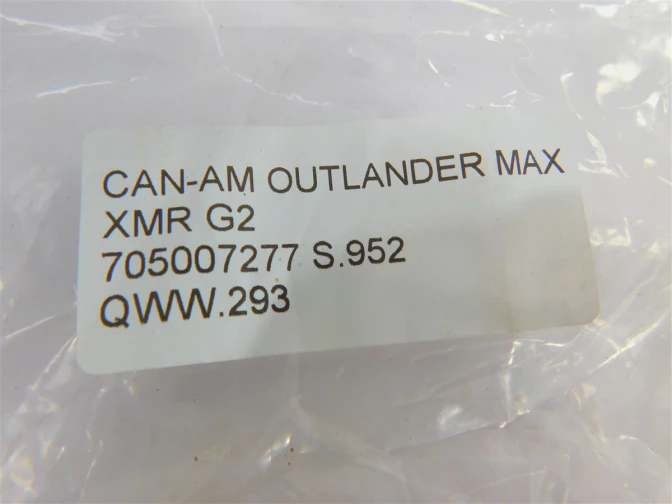 CAN-AM OUTLANDER MAX
XMR G2
705007277 S.952
QWW.293